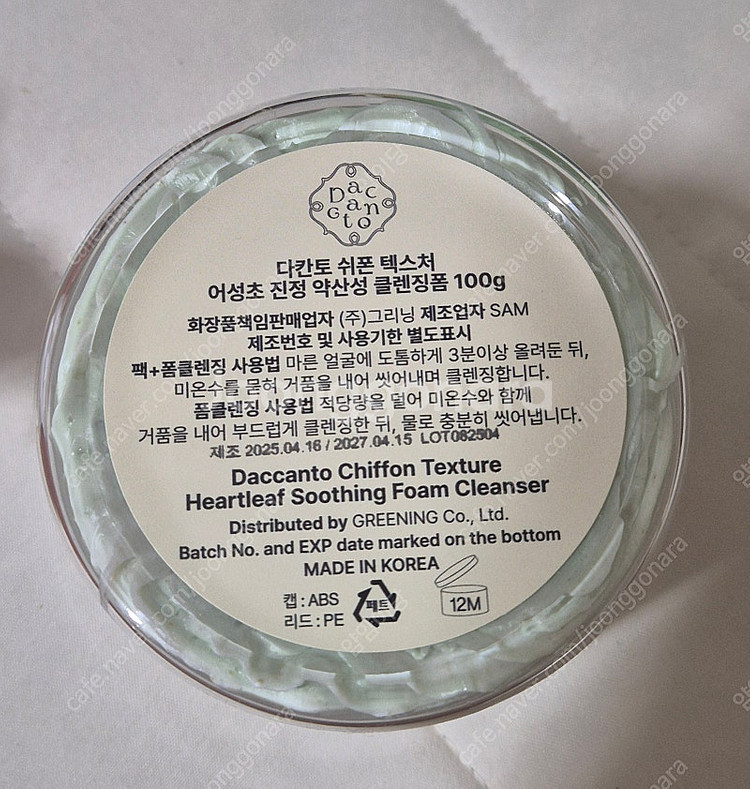 Daccanto
다칸토 쉬폰 텍스처
어성초 진정 약산성 클렌징폼 100g
화장품책임판매업자 (주)그리닝 제조업자 SAM
제조번호 및 사용기한 별도표시
팩+폼클렌징 사용법 마른 얼굴에 도톰하게 3분이상 올려둔 뒤,
미온수를 묻혀 거품을 내어 씻어내며 클렌징합니다.
폼클렌징 사용법 적당량을 덜어 미온수와 함께
거품을 내어 부드럽게 클렌징한 뒤, 물로 충분히 씻어냅니다.
제조 2025.04.16 / 2027.04.15 LOT082504
Daccanto Chiffon Texture
Heartleaf Soothing Foam Cleanser
Distributed by GREENING Co., Ltd.
Batch No. and EXP date marked on the bottom
MADE IN KOREA
캡 : ABS
리드 : PE
페트
12M
cafe.naver.com/joonggonara